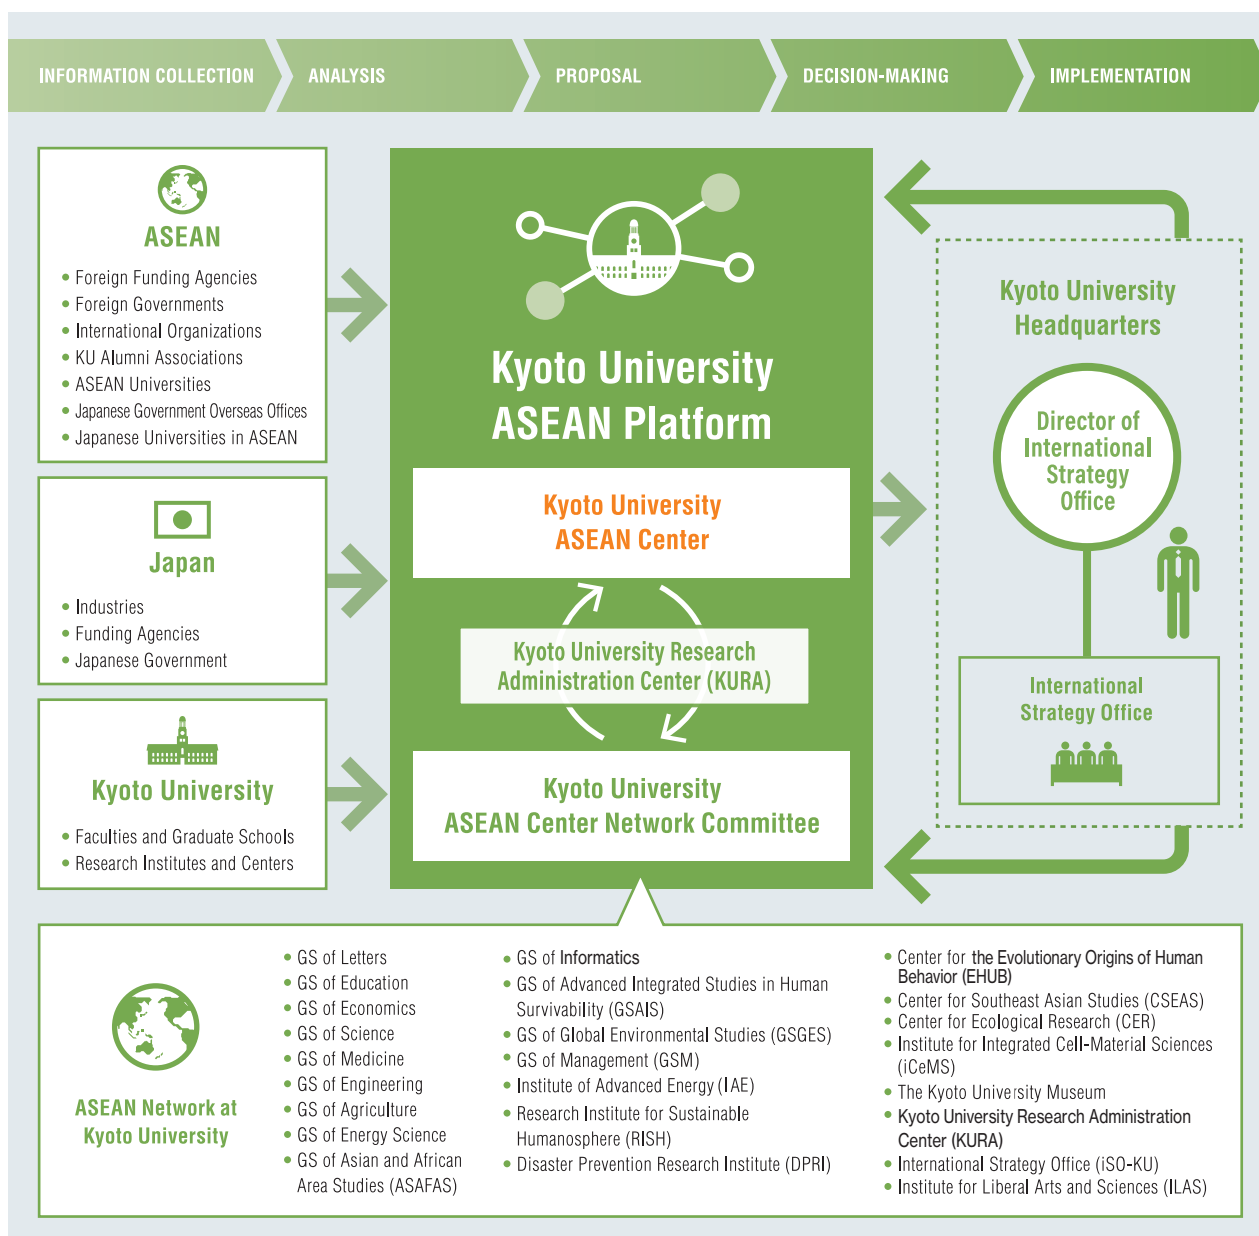 INFORMATION COLLECTION
ANALYSIS
PROPOSAL
DECISION-MAKING
IMPLEMENTATION
ASEAN
• Foreign Funding Agencies
• Foreign Governments
• International Organizations
• KU Alumni Associations
• ASEAN Universities
• Japanese Government Overseas Offices
• Japanese Universities in ASEAN
Japan
• Industries
• Funding Agencies
• Japanese Government
Kyoto University
• Faculties and Graduate Schools
• Research Institutes and Centers
Kyoto University
ASEAN Platform
Kyoto University
ASEAN Center
Kyoto University Research
Administration Center (KURA)
Kyoto University
ASEAN Center Network Committee
Kyoto University
Headquarters
Director of
International
Strategy
Office
International
Strategy Office
ASEAN Network at
Kyoto University
• GS of Letters
• GS of Education
• GS of Economics
• GS of Science
• GS of Medicine
• GS of Engineering
• GS of Agriculture
• GS of Energy Science
• GS of Asian and African
Area Studies (ASAFAS)
• GS of Informatics
• GS of Advanced Integrated Studies in Human
Survivability (GSAIS)
• GS of Global Environmental Studies (GSGES)
• GS of Management (GSM)
• Institute of Advanced Energy (IAE)
• Research Institute for Sustainable
Humanosphere (RISH)
• Disaster Prevention Research Institute (DPRI)
• Center for the Evolutionary Origins of Human
Behavior (EHUB)
• Center for Southeast Asian Studies (CSEAS)
• Center for Ecological Research (CER)
• Institute for Integrated Cell-Material Sciences
(iCeMS)
• The Kyoto University Museum
• Kyoto University Research Administration
Center (KURA)
• International Strategy Office (iSO-KU)
• Institute for Liberal Arts and Sciences (ILAS)